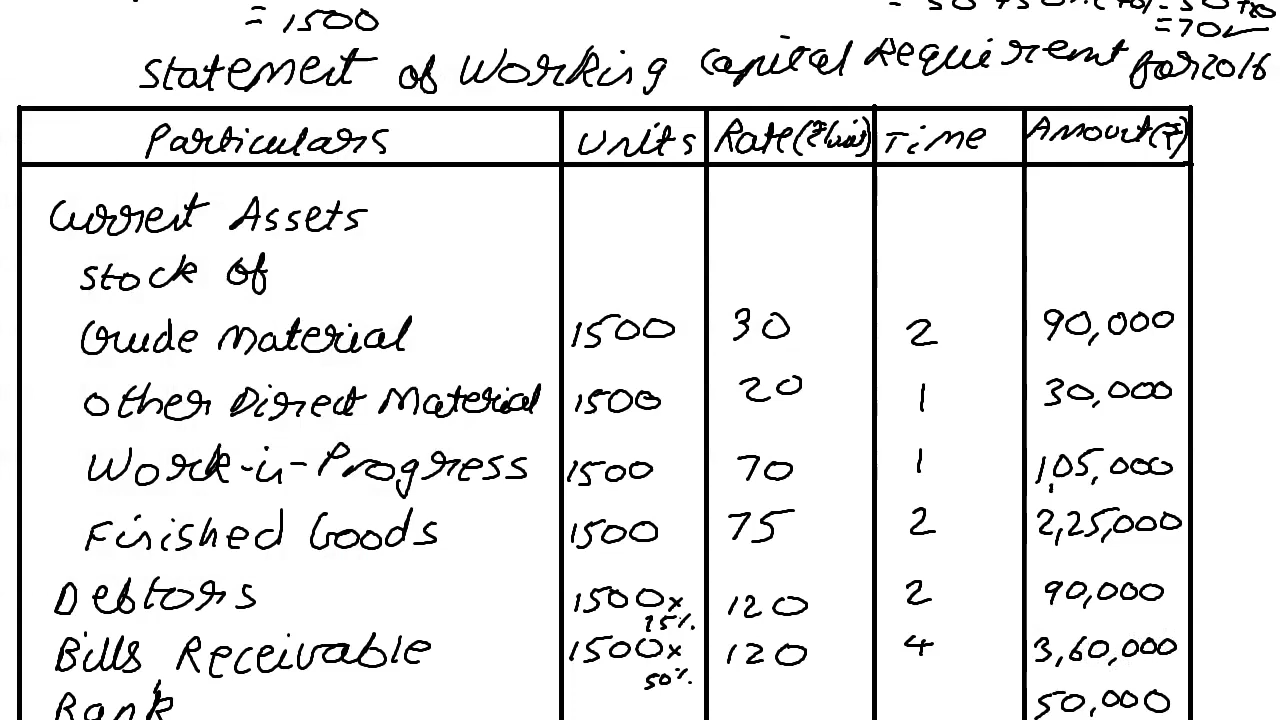 = 1500
= 70
Statement of Working Capital Requirement for 2016
Particulars Units Rate(₹/unit) Time Amount(₹)
Current Assets
Stock of
Crude Material 1500 30 2 90,000
Other Direct Material 1500 20 1 30,000
Work-in-Progress 1500 70 1 1,05,000
Finished Goods 1500 75 2 2,25,000
Debtors 1500x 25% 120 2 90,000
Bills Receivable 1500x 50% 120 4 3,60,000
Bank 50,000